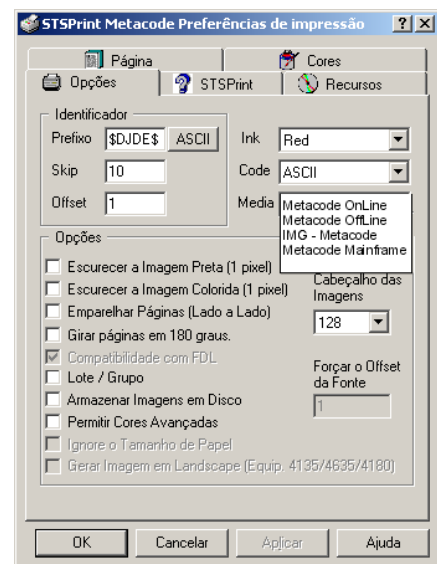 STSPrint Metacode Preferências de impressão
Página
Cores
Opções
STSPrint
Recursos
Identificador
Prefixo $DJDE$ ASCII
Ink Red
Skip 10
Code ASCII
Offset 1
Media
Metacode OnLine
Metacode OffLine
IMG - Metacode
Metacode Mainframe
Opções
Escurecer a Imagem Preta (1 pixel)
Escurecer a Imagem Colorida (1 pixel)
Emparelhar Páginas (Lado a Lado)
Girar páginas em 180 graus.
Compatibilidade com FDL
Lote / Grupo
Armazenar Imagens em Disco
Permitir Cores Avançadas
Ignore o Tamanho de Papel
Gerar Imagem em Landscape (Equip. 4135/4635/4180)
Cabeçalho das
Imagens
128
Forçar o Offset
da Fonte
1
OK
Cancelar
Aplicar
Ajuda